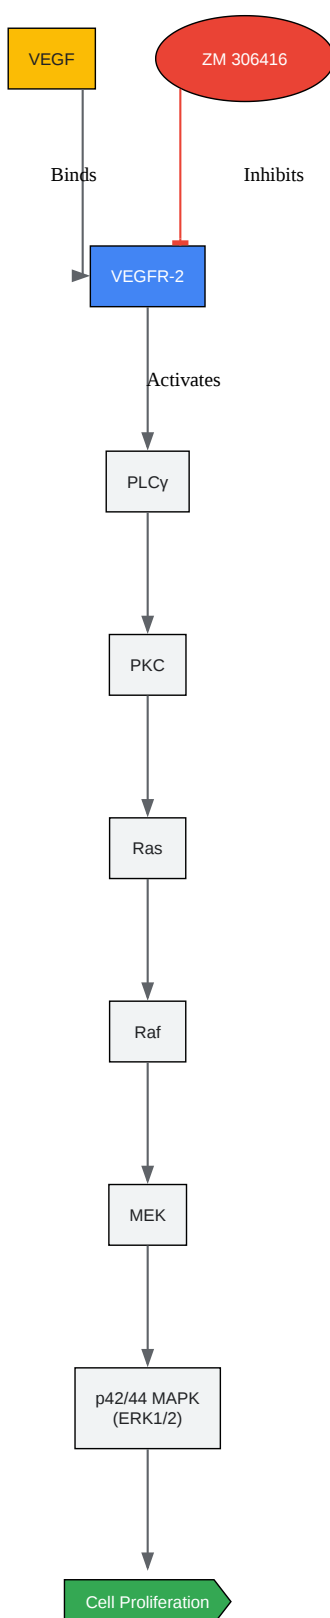 VEGF
ZM 306416
Binds
Inhibits
VEGFR-2
Activates
PLCγ
PKC
Ras
Raf
MEK
p42/44 MAPK
(ERK1/2)
Cell Proliferation